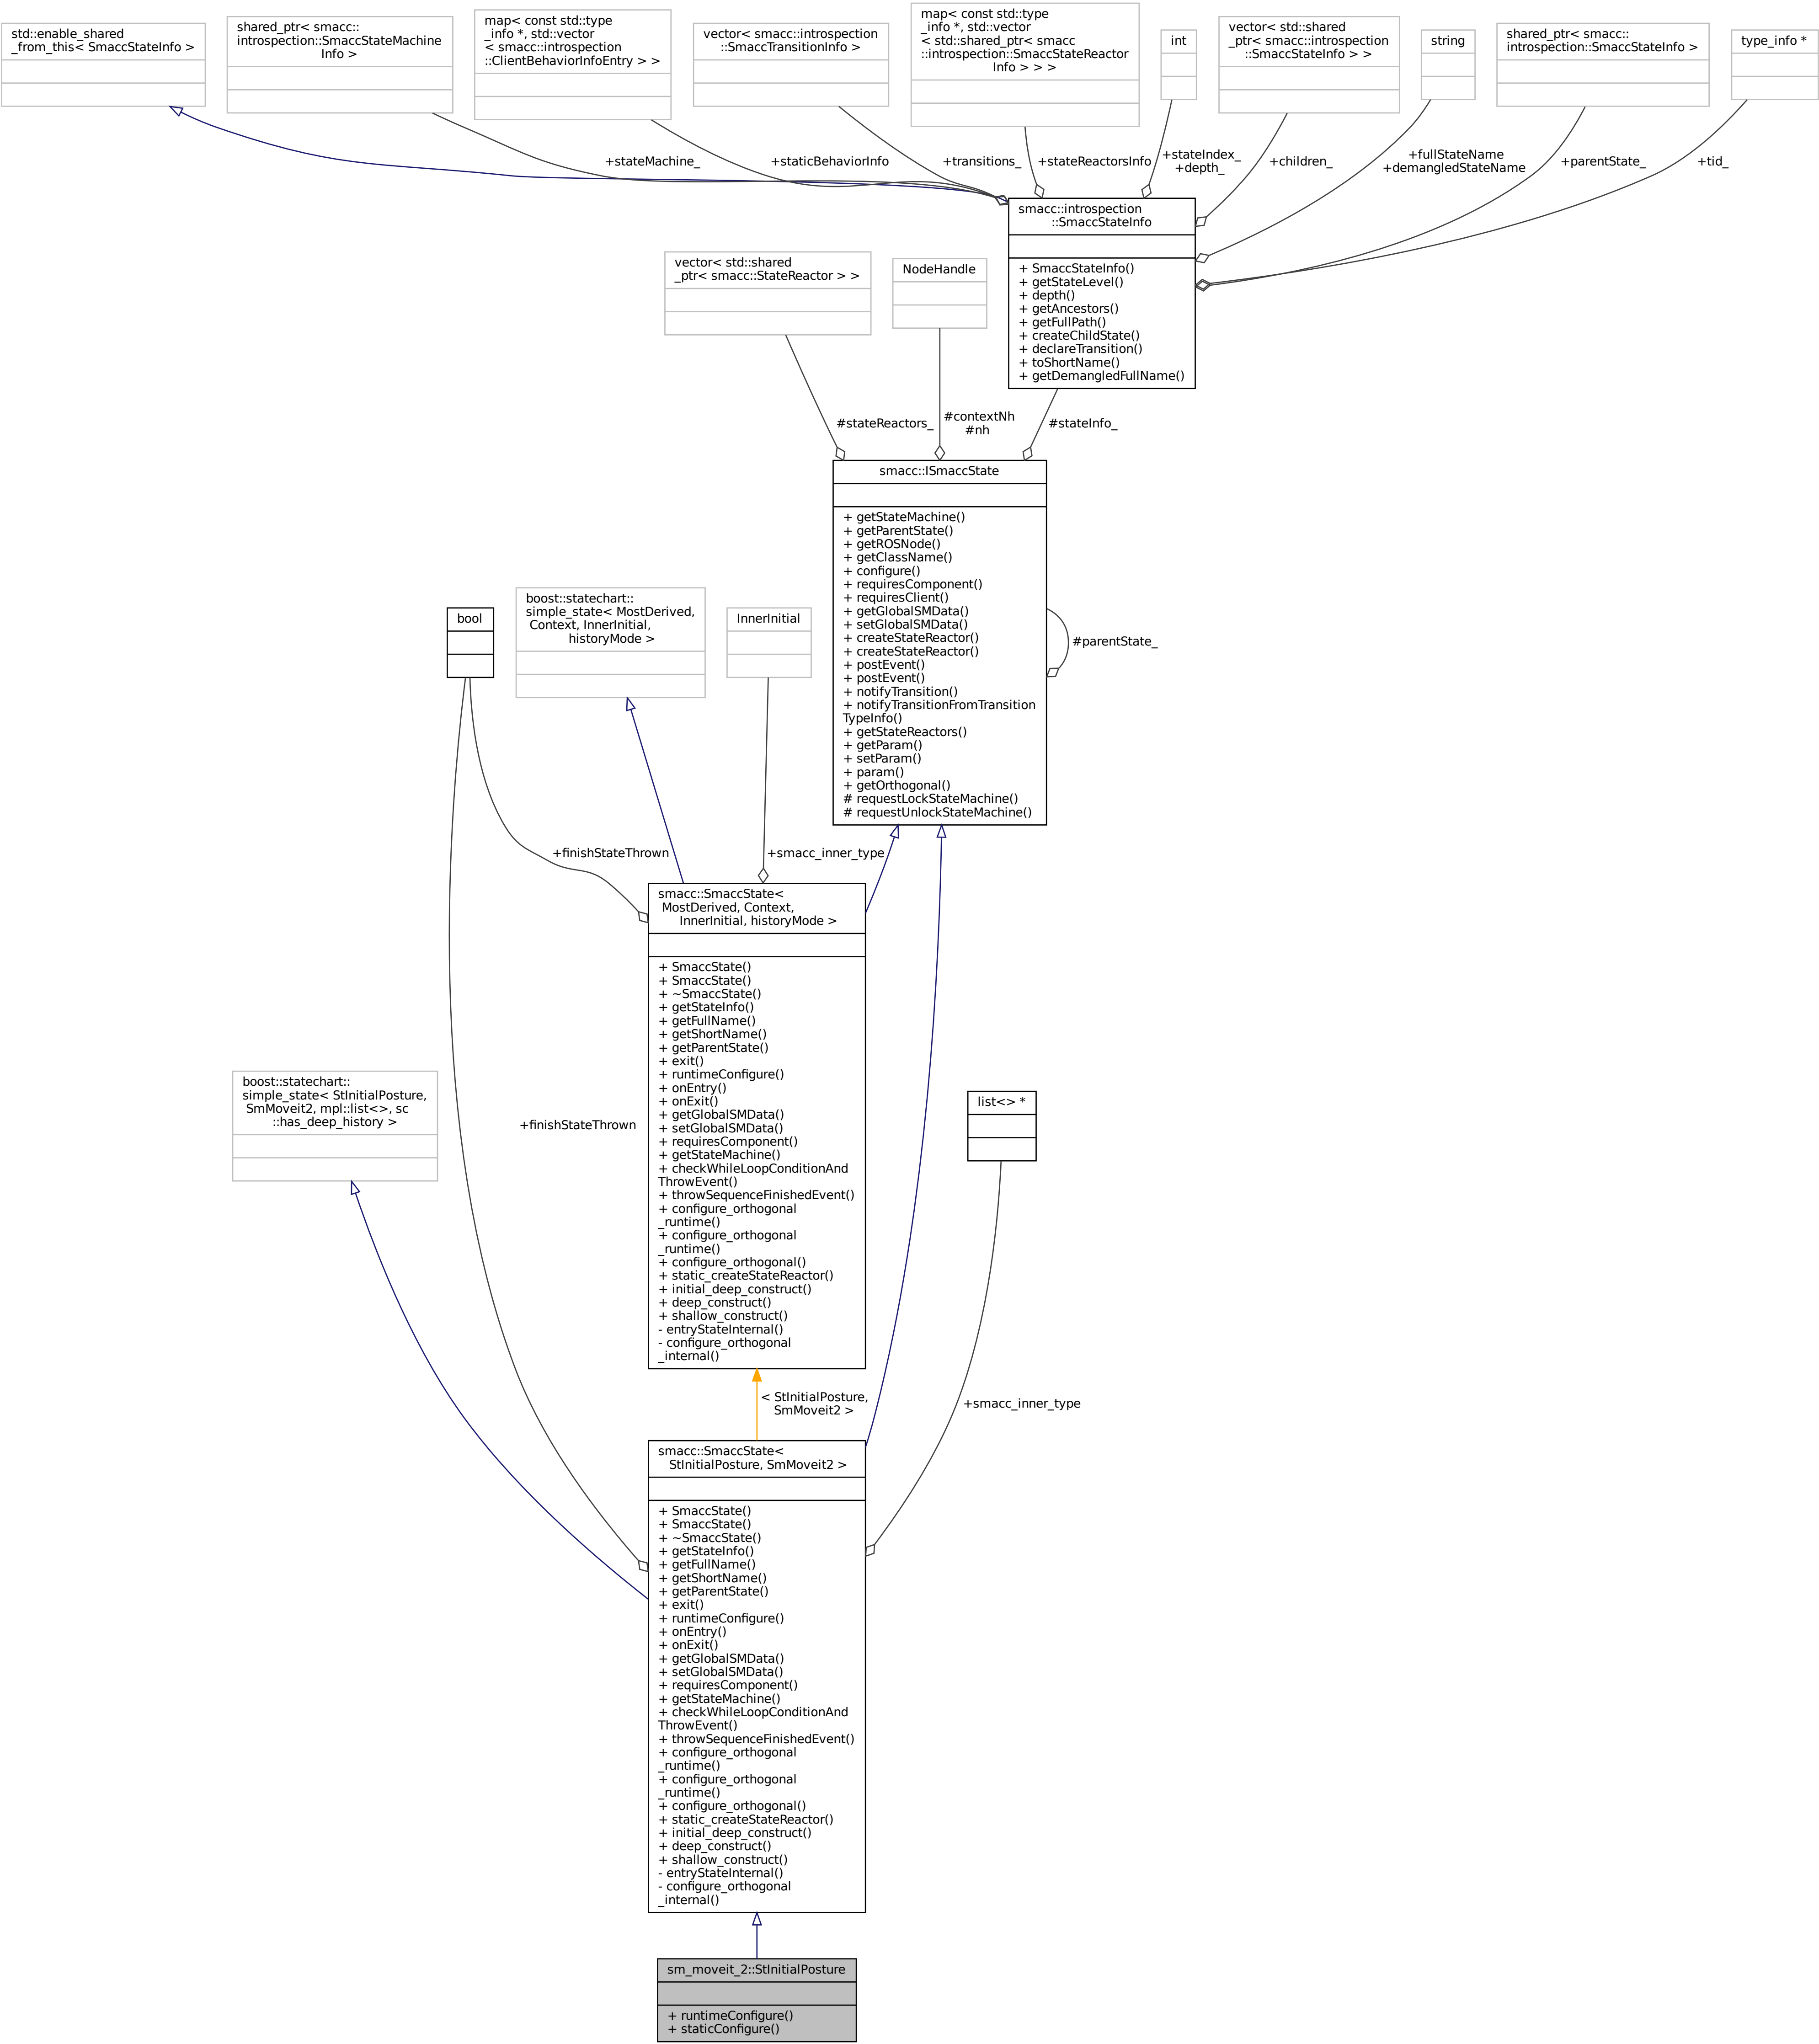 std::enable_shared
_from_this< SmaccStateInfo >
shared_ptr< smacc::
introspection::SmaccStateMachine
Info >
map< const std::type
_info *, std::vector
< smacc::introspection
::ClientBehaviorInfoEntry > >
vector< smacc::introspection
::SmaccTransitionInfo >
map< const std::type
_info *, std::vector
< std::shared_ptr< smacc
::introspection::SmaccStateReactor
Info > > >
int
vector< std::shared
_ptr< smacc::introspection
::SmaccStateInfo > >
string
shared_ptr< smacc::
introspection::SmaccStateInfo >
type_info *
+stateMachine_
+staticBehaviorInfo
+transitions_
+stateReactorsInfo
+stateIndex_
+depth_
+children_
+fullStateName
+demangledStateName
+parentState_
+tid_
smacc::introspection
::SmaccStateInfo
+ SmaccStateInfo()
+ getStateLevel()
+ depth()
+ getAncestors()
+ getFullPath()
+ createChildState()
+ declareTransition()
+ toShortName()
+ getDemangledFullName()
vector< std::shared
_ptr< smacc::StateReactor > >
NodeHandle
#stateReactors_
#contextNh
#nh
#stateInfo_
smacc::ISmaccState
+ getStateMachine()
+ getParentState()
+ getROSNode()
+ getClassName()
+ configure()
+ requiresComponent()
+ requiresClient()
+ getGlobalSMData()
+ setGlobalSMData()
+ createStateReactor()
+ createStateReactor()
+ postEvent()
+ postEvent()
+ notifyTransition()
+ notifyTransitionFromTransition
TypeInfo()
+ getStateReactors()
+ getParam()
+ setParam()
+ param()
+ getOrthogonal()
# requestLockStateMachine()
# requestUnlockStateMachine()
#parentState_
bool
boost::statechart::
simple_state< MostDerived,
Context, InnerInitial,
historyMode >
InnerInitial
+finishStateThrown
+smacc_inner_type
smacc::SmaccState<
MostDerived, Context,
InnerInitial, historyMode >
+ SmaccState()
+ SmaccState()
+ ~SmaccState()
+ getStateInfo()
+ getFullName()
+ getShortName()
+ getParentState()
+ exit()
+ runtimeConfigure()
+ onEntry()
+ onExit()
+ getGlobalSMData()
+ setGlobalSMData()
+ requiresComponent()
+ getStateMachine()
+ checkWhileLoopConditionAnd
ThrowEvent()
+ throwSequenceFinishedEvent()
+ configure_orthogonal
_runtime()
+ configure_orthogonal
_runtime()
+ configure_orthogonal()
+ static_createStateReactor()
+ initial_deep_construct()
+ deep_construct()
+ shallow_construct()
- entryStateInternal()
- configure_orthogonal
_internal()
boost::statechart::
simple_state< StInitialPosture,
SmMoveit2, mpl::list<>, sc
::has_deep_history >
+finishStateThrown
list<> *
< StInitialPosture,
SmMoveit2 >
+smacc_inner_type
smacc::SmaccState<
StInitialPosture, SmMoveit2 >
+ SmaccState()
+ SmaccState()
+ ~SmaccState()
+ getStateInfo()
+ getFullName()
+ getShortName()
+ getParentState()
+ exit()
+ runtimeConfigure()
+ onEntry()
+ onExit()
+ getGlobalSMData()
+ setGlobalSMData()
+ requiresComponent()
+ getStateMachine()
+ checkWhileLoopConditionAnd
ThrowEvent()
+ throwSequenceFinishedEvent()
+ configure_orthogonal
_runtime()
+ configure_orthogonal
_runtime()
+ configure_orthogonal()
+ static_createStateReactor()
+ initial_deep_construct()
+ deep_construct()
+ shallow_construct()
- entryStateInternal()
- configure_orthogonal
_internal()
sm_moveit_2::StInitialPosture
+ runtimeConfigure()
+ staticConfigure()